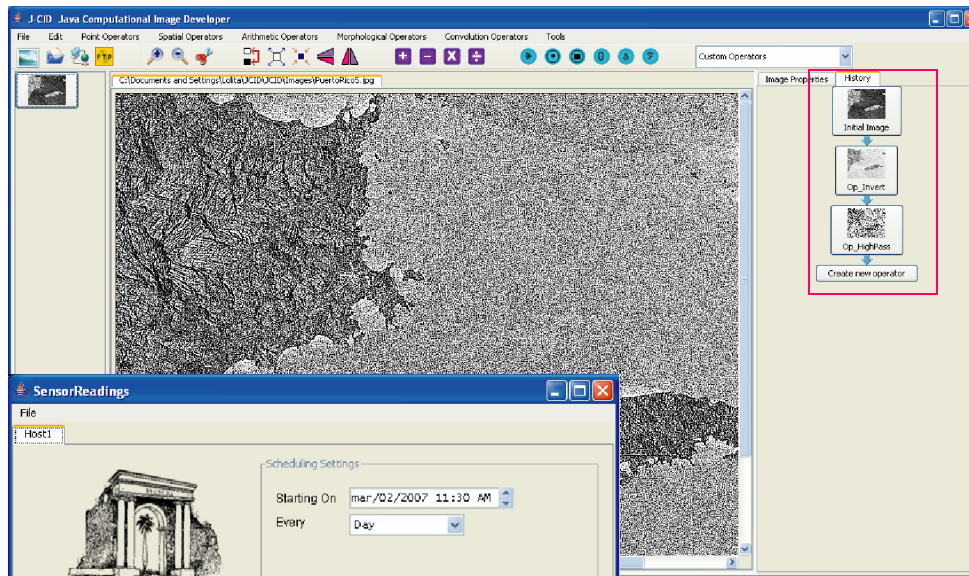 J-CID Java Computational Image Developer
File Edit Point Operators Spatial Operators Arithmetic Operators Morphological Operators Convolution Operators Tools
FTP
Custom Operators
C:\Documents and Settings\Lolita\JCID\JCID\Images\PuertoRico5.jpg
Image Properties History
Initial Image
Op_Invert
Op_HighPass
Create new operator
SensorReadings
File
Host1
Scheduling Settings
Starting On mar/02/2007 11:30 AM
Every Day